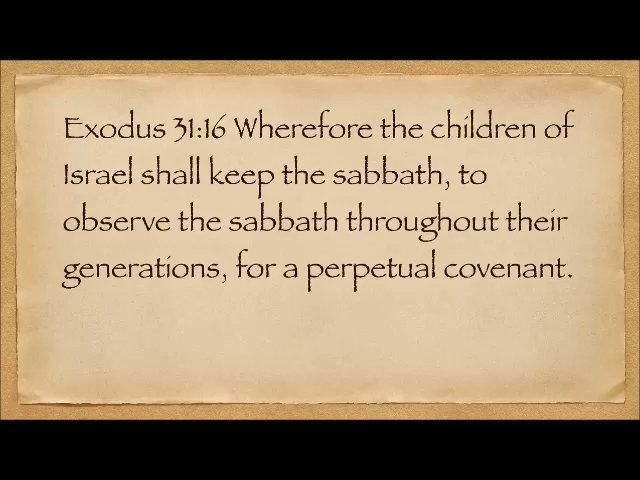 Exodus 31:16 Wherefore the children of
Israel shall keep the sabbath, to
observe the sabbath throughout their
generations, for a perpetual covenant.